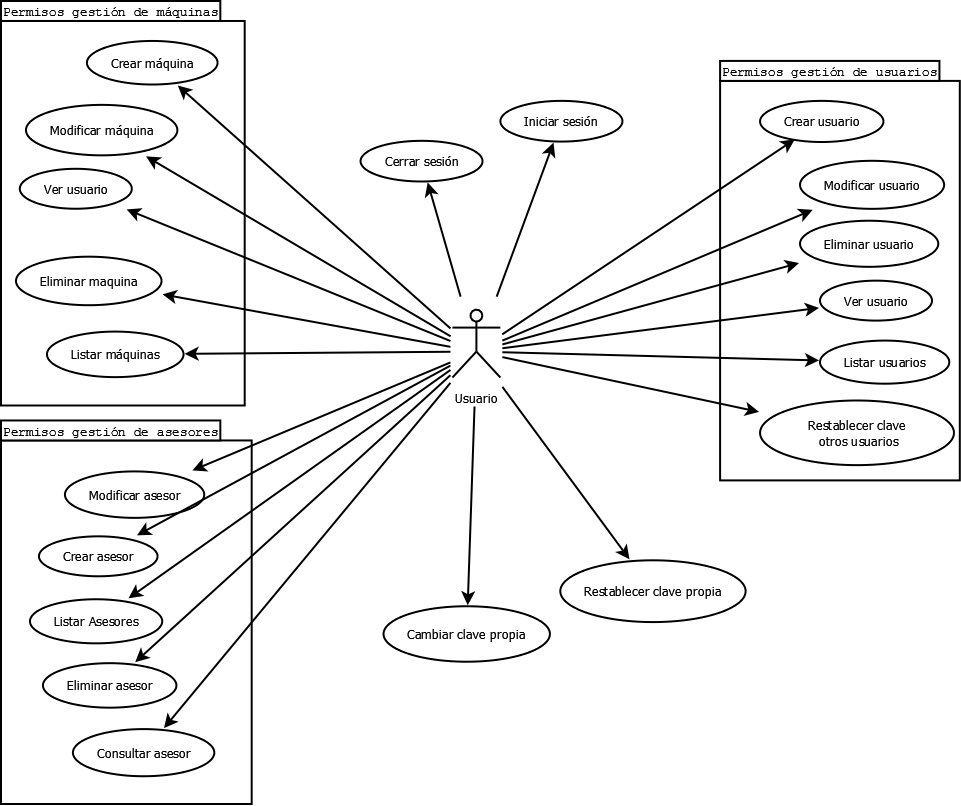 Permisos gestión de máquinas
Crear máquina
Modificar máquina
Ver usuario
Eliminar maquina
Listar máquinas
Cerrar sesión
Iniciar sesión
Permisos gestión de usuarios
Crear usuario
Modificar usuario
Eliminar usuario
Ver usuario
Listar usuarios
Restablecer clave
otros usuarios
Usuario
Permisos gestión de asesores
Modificar asesor
Crear asesor
Listar Asesores
Eliminar asesor
Consultar asesor
Cambiar clave propia
Restablecer clave propia